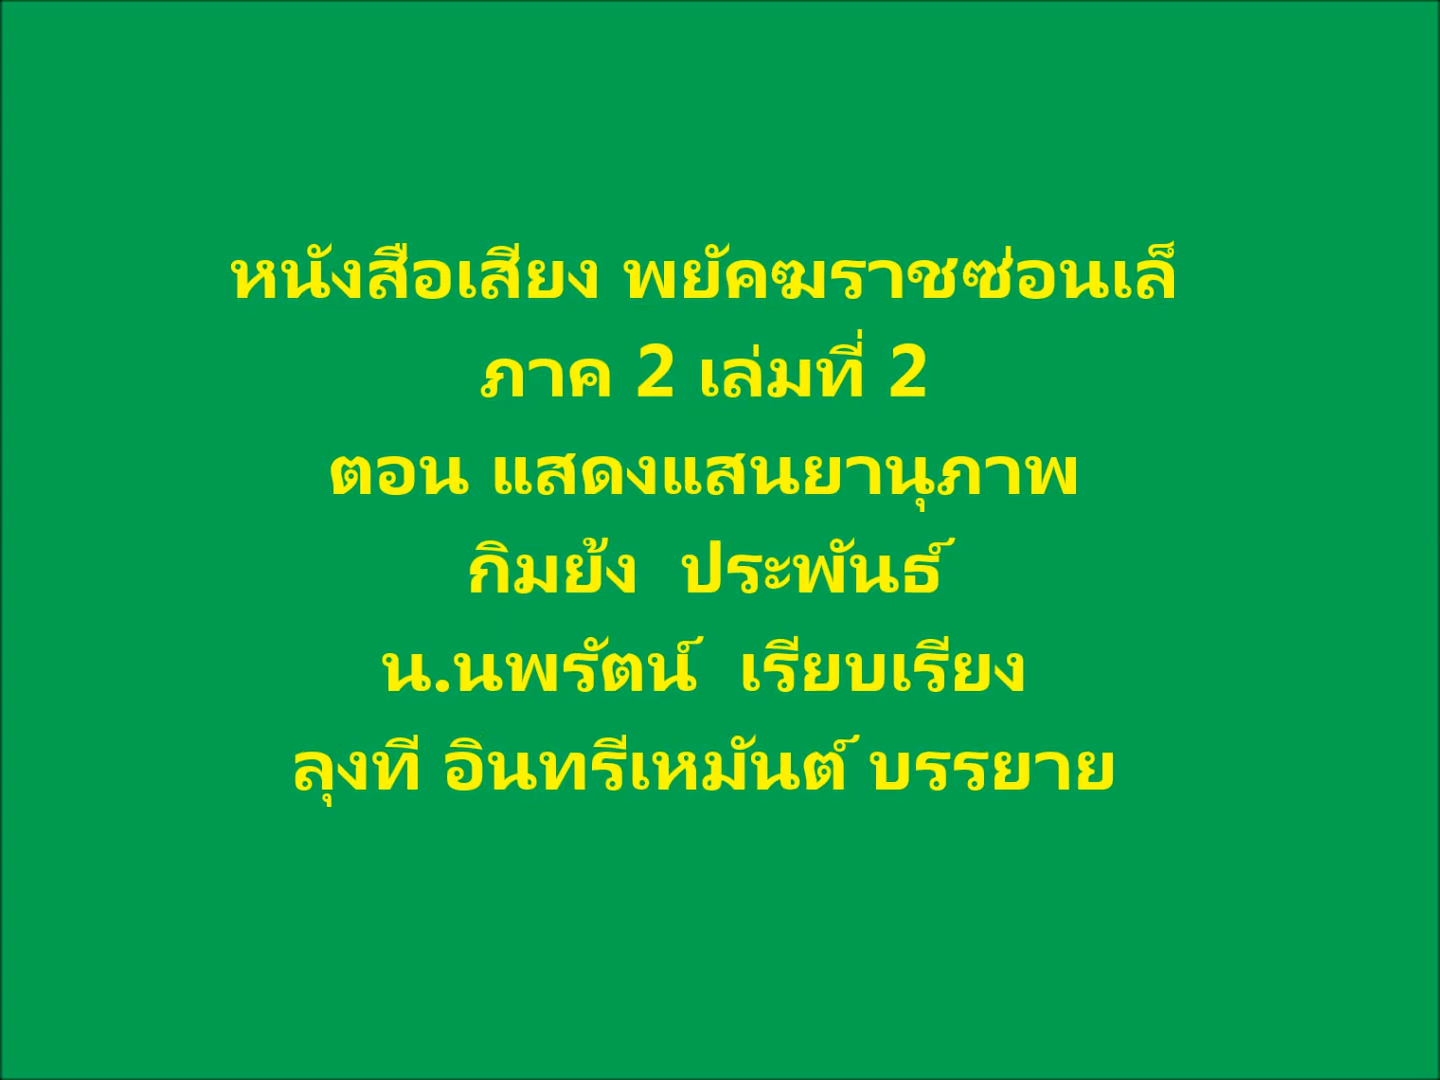 หนังสือเสียง พยัคฆราชซ่อนเล็
ภาค 2 เล่มที่ 2
ตอน แสดงแสนยานุภาพ
กิมย้ง ประพันธ์
น.นพรัตน์ เรียบเรียง
ลุงที อินทรีเหมันต์ บรรยาย